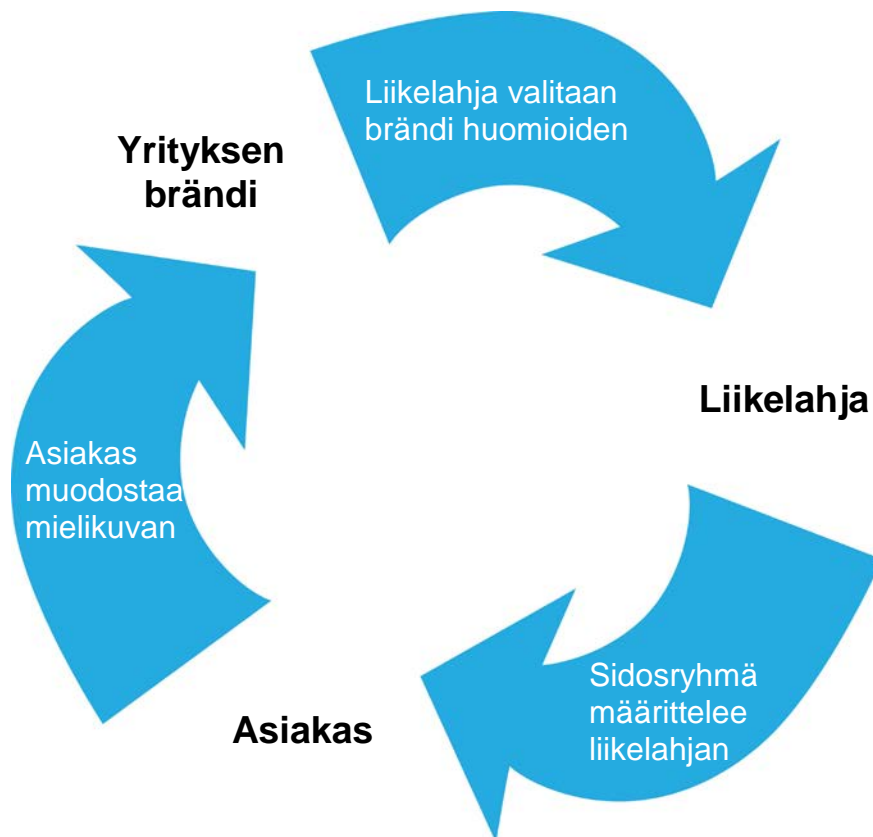 Liikelahja valitaan
brändi huomioiden
Yrityksen
brändi
Liikelahja
Asiakas
muodostaa
mielikuvan
Sidosryhmä
määrittelee
liikelahjan
Asiakas